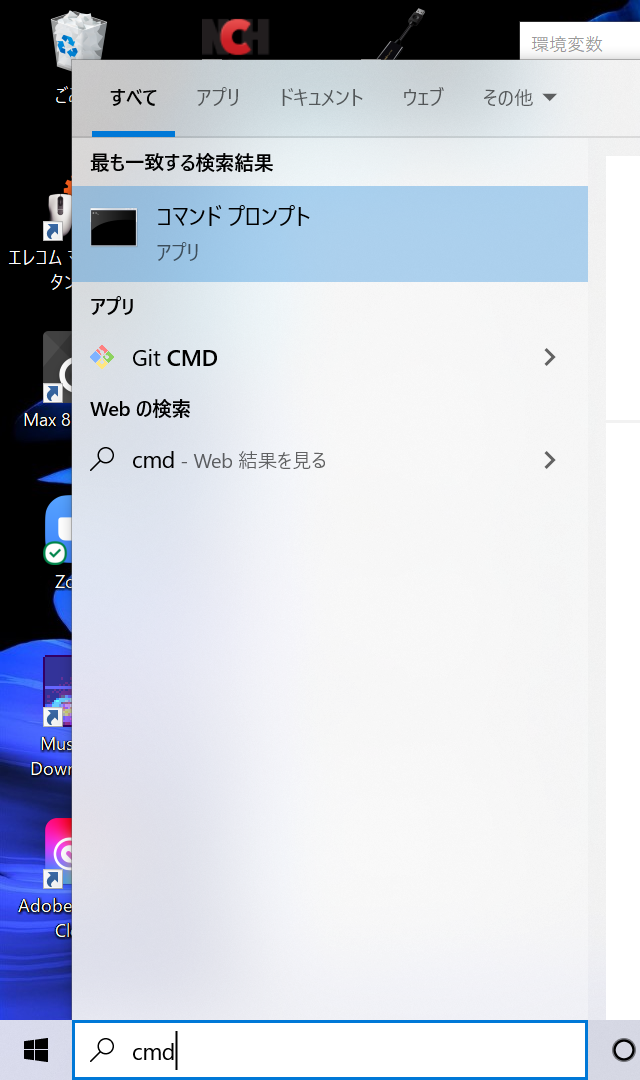 NCH
環境変数
すべて
アプリ
ドキュメント
ウェブ
その他
最も一致する検索結果
コマンド プロンプト
アプリ
アプリ
Git CMD
Web の検索
cmd - Web 結果を見る
エレコム
タン
Max 8
Zo
Mus
Down
Adobe
Cl
cmd